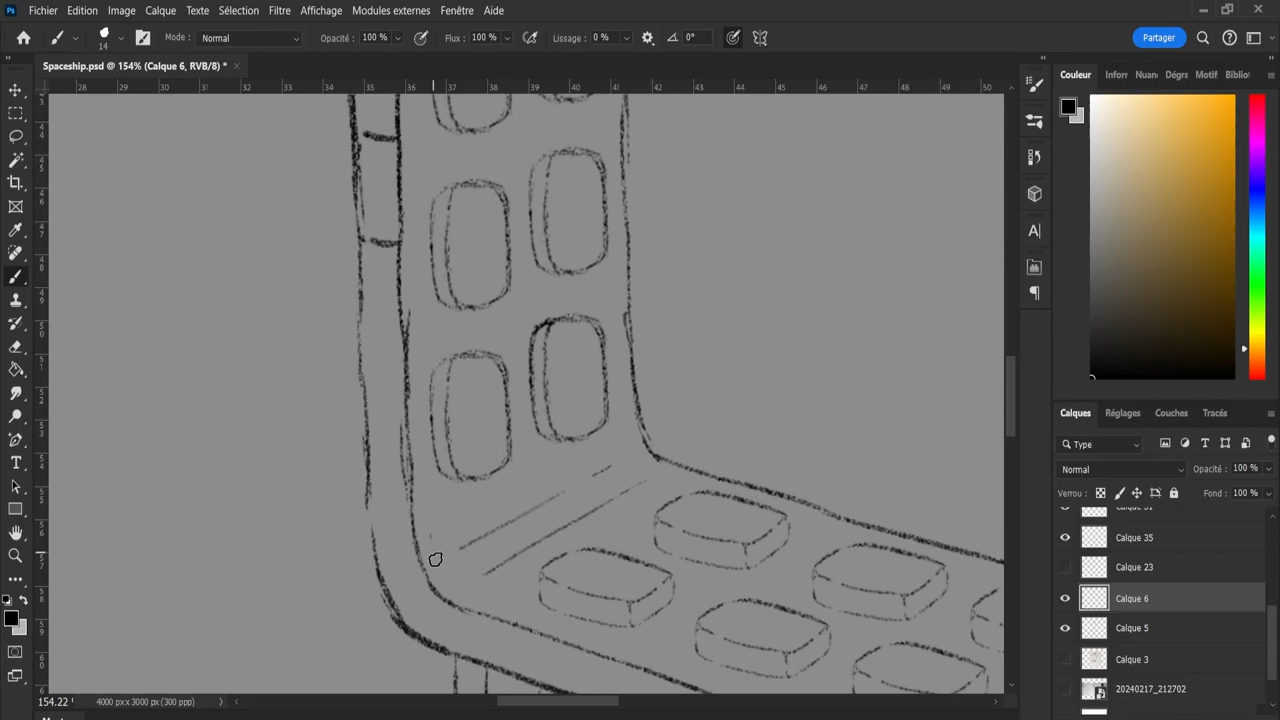 Fichier Edition Image Calque Texte Sélection Filtre Affichage Modules externes Fenêtre Aide
14 Mode : Normal Opacité : 100 % Flux : 100 % Lissage : 0 % 0° Partager
Spaceship.psd @ 154% (Calque 6, RVB/8) *
28 29 30 31 32 33 34 35 36 37 38 39 40 41 42 43 44 45 46 47 48 49 50
Couleur Inforr Nuan Dégra Motif Biblio
Calques Réglages Couches Tracés
Type
Normal Opacité : 100 %
Verrou : Fond : 100 %
Calque 35
Calque 23
Calque 6
Calque 5
Calque 3
20240217_212702
154.22 4000 px x 3000 px (300 ppp)